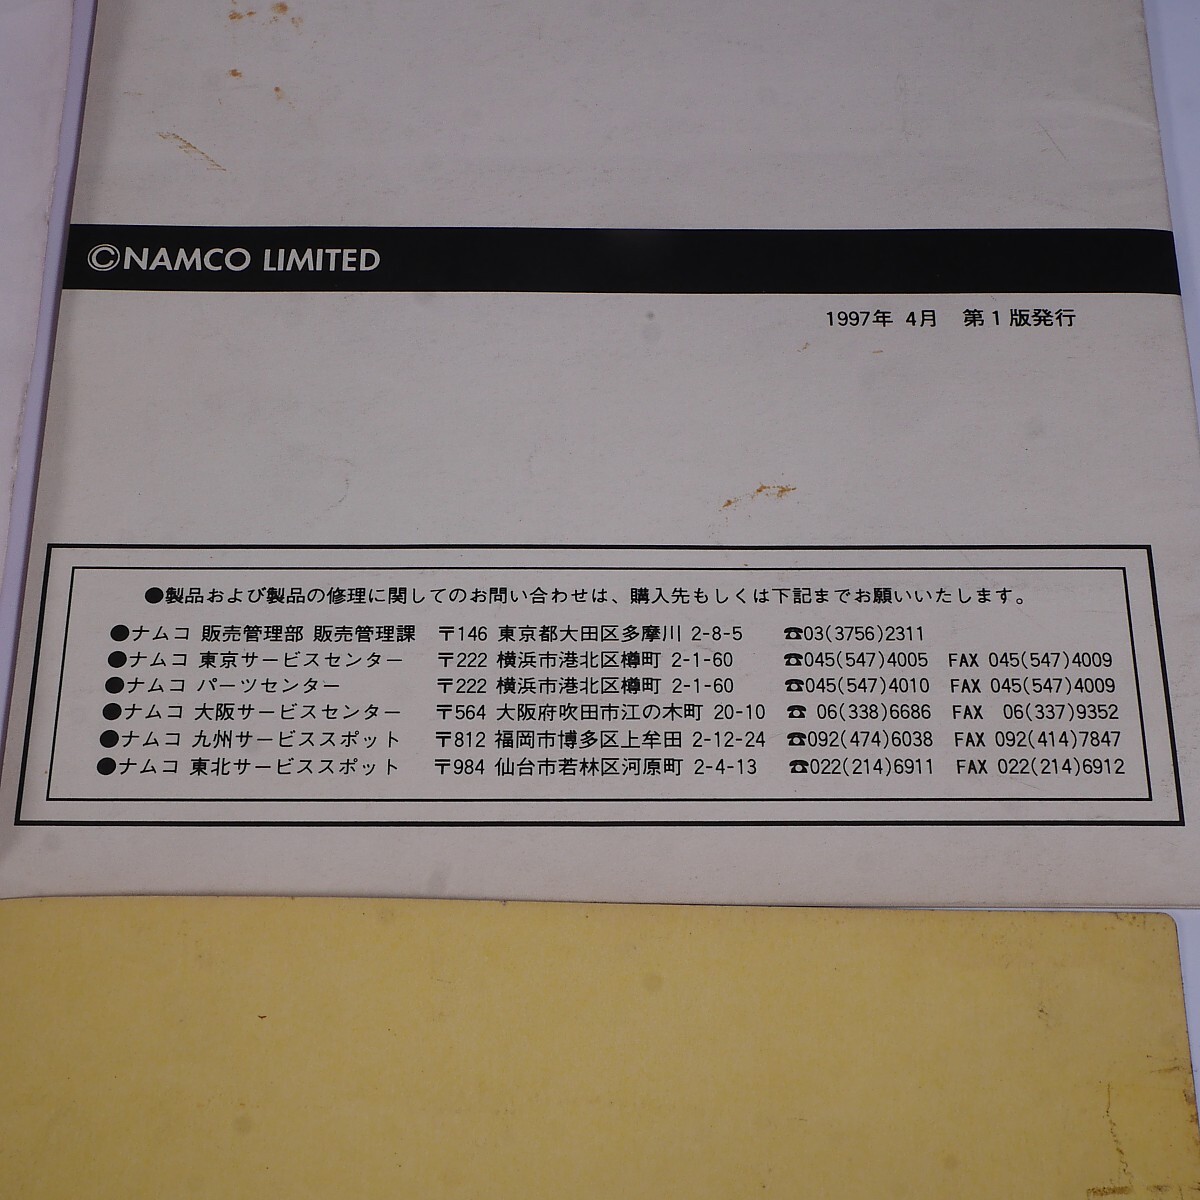 ©NAMCO LIMITED
1997年 4月 第1版発行
●製品および製品の修理に関してのお問い合わせは、購入先もしくは下記までお願いいたします。
●ナムコ 販売管理部 販売管理課 〒146 東京都大田区多摩川 2-8-5 ☎03(3756)2311
●ナムコ 東京サービスセンター 〒222 横浜市港北区樽町 2-1-60 ☎045(547)4005 FAX 045(547)4009
●ナムコ パーツセンター 〒222 横浜市港北区樽町 2-1-60 ☎045(547)4010 FAX 045(547)4009
●ナムコ 大阪サービスセンター 〒564 大阪府吹田市江の木町 20-10 ☎ 06(338)6686 FAX 06(337)9352
●ナムコ 九州サービススポット 〒812 福岡市博多区上牟田 2-12-24 ☎092(474)6038 FAX 092(414)7847
●ナムコ 東北サービススポット 〒984 仙台市若林区河原町 2-4-13 ☎022(214)6911 FAX 022(214)6912